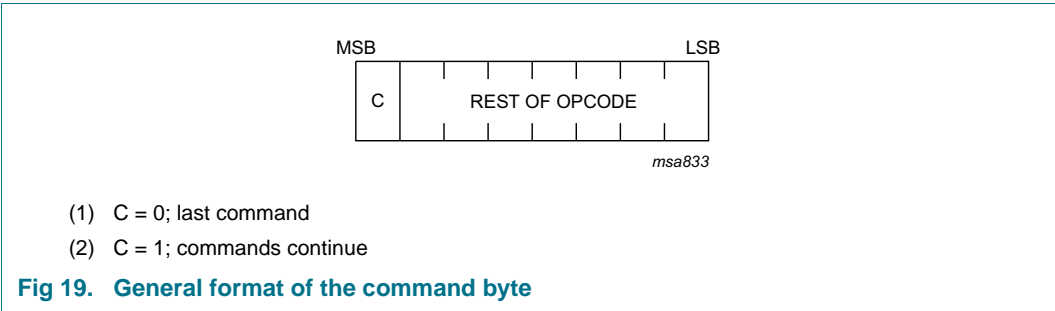 MSB LSB
C REST OF OPCODE
msa833
(1) C = 0; last command
(2) C = 1; commands continue
Fig 19. General format of the command byte